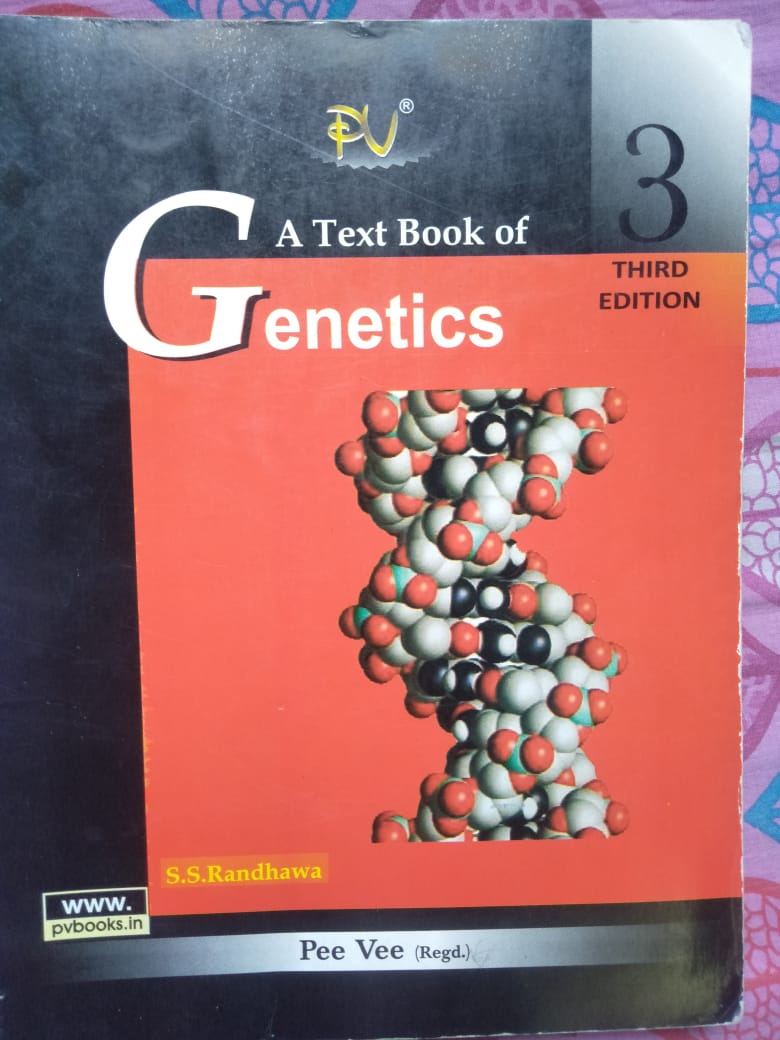 PV®
3
A Text Book of
Genetics
THIRD
EDITION
S.S.Randhawa
www.
pvbooks.in
Pee Vee (Regd.)